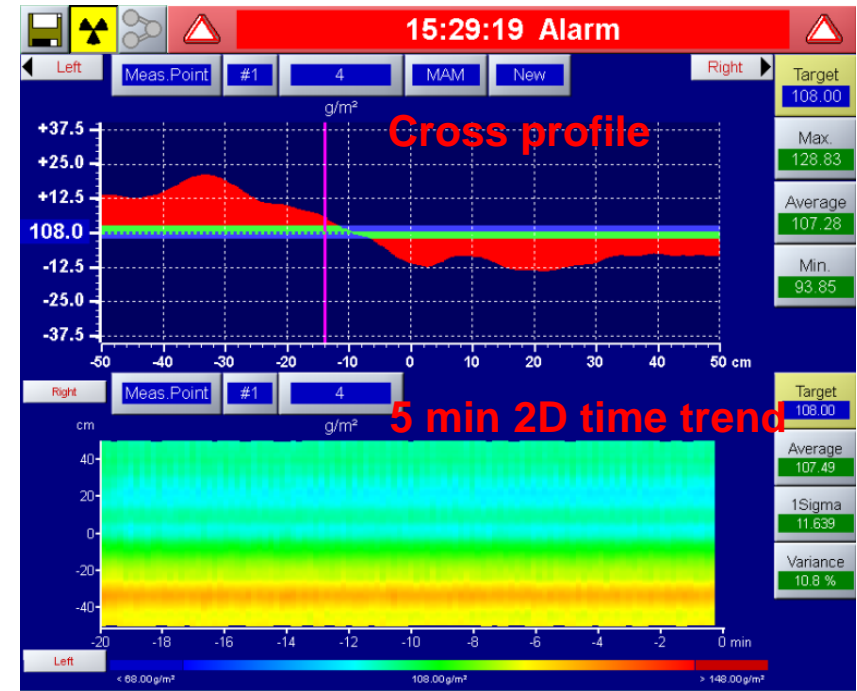 15:29:19 Alarm
Left
Meas.Point
#1
4
MAM
New
Right
g/m²
Cross profile
+37.5
+25.0
+12.5
108.0
-12.5
-25.0
-37.5
-50 -40 -30 -20 -10 0 10 20 30 40 50 cm
Target
108.00
Max.
128.83
Average
107.28
Min.
93.85
Right
Meas.Point
#1
4
cm
g/m²
5 min 2D time trend
40
20
0
-20
-40
-20 -18 -16 -14 -12 -10 -8 -6 -4 -2 0 min
Left
< 68.00g/m² 108.00g/m² > 148.00g/m²
Target
108.00
Average
107.49
1Sigma
11.639
Variance
10.8 %